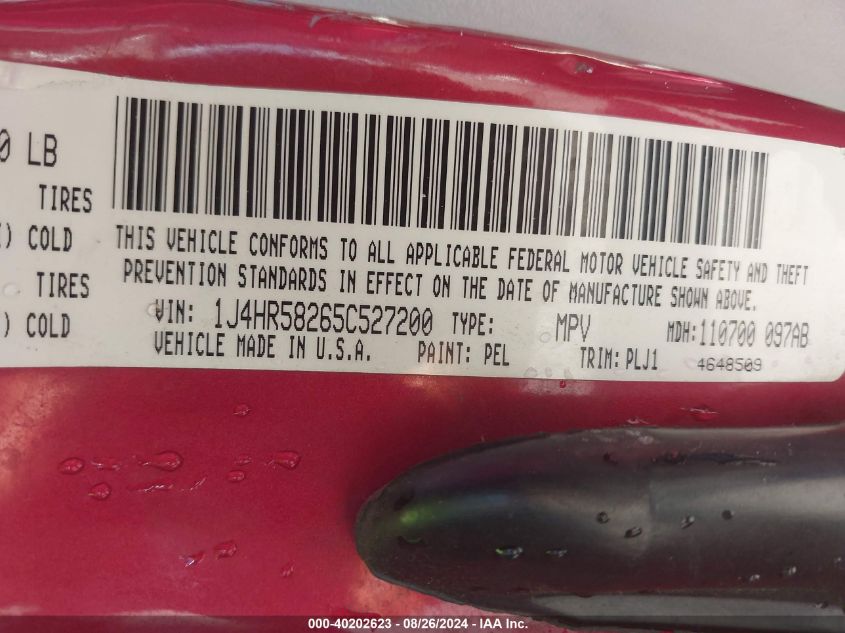 0 LB
TIRES
) COLD
TIRES
) COLD
THIS VEHICLE CONFORMS TO ALL APPLICABLE FEDERAL MOTOR VEHICLE SAFETY AND THEFT
PREVENTION STANDARDS IN EFFECT ON THE DATE OF MANUFACTURE SHOWN ABOVE.
VIN: 1J4HR58265C527200 TYPE: MPV MDH:110700 097AB
VEHICLE MADE IN U.S.A. PAINT: PEL TRIM: PLJ1 4648509
000-40202623 - 08/26/2024 - IAA Inc.